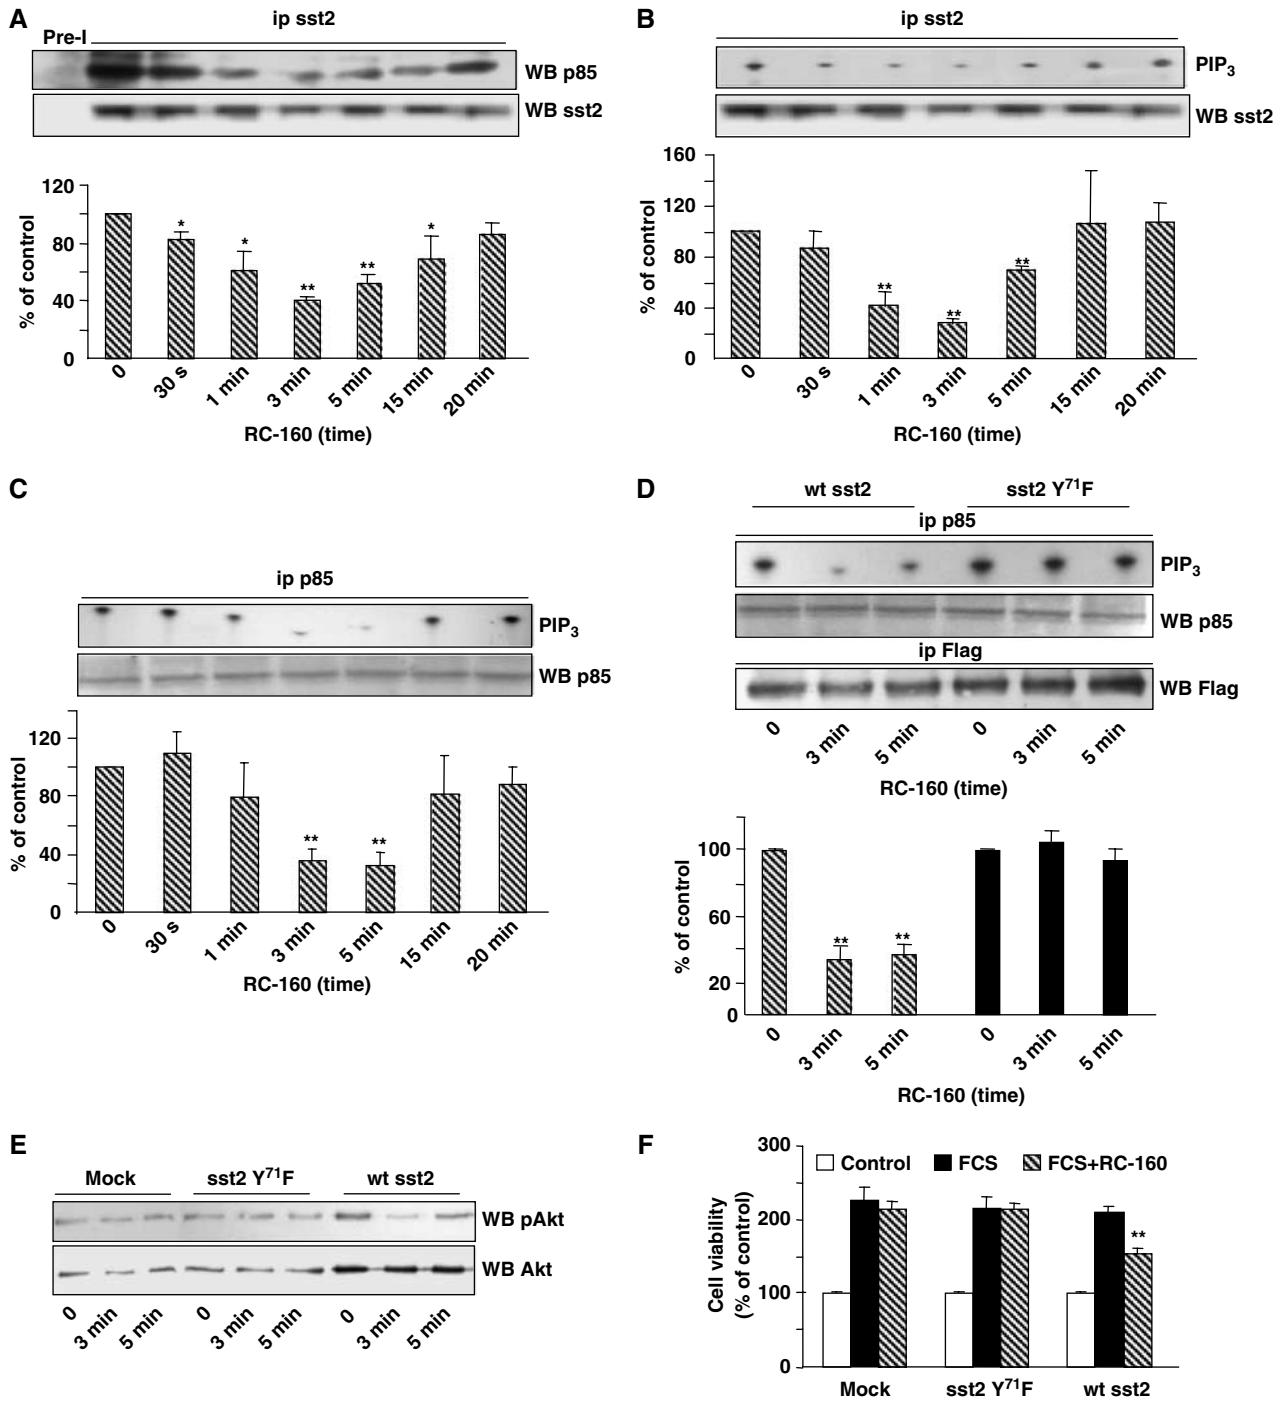 A
ip sst2
Pre-I
WB p85
WB sst2
120
80
40
0
% of control
*
*
**
**
*
0
30 s
1 min
3 min
5 min
15 min
20 min
RC-160 (time)
B
ip sst2
PIP3
WB sst2
160
120
80
40
0
% of control
**
**
**
0
30 s
1 min
3 min
5 min
15 min
20 min
RC-160 (time)
C
ip p85
PIP3
WB p85
120
80
40
0
% of control
**
**
0
30 s
1 min
3 min
5 min
15 min
20 min
RC-160 (time)
D
wt sst2
sst2 Y71F
ip p85
PIP3
WB p85
ip Flag
WB Flag
0
3 min
5 min
0
3 min
5 min
RC-160 (time)
100
60
20
0
% of control
**
**
0
3 min
5 min
0
3 min
5 min
RC-160 (time)
E
Mock
sst2 Y71F
wt sst2
WB pAkt
WB Akt
0
3 min
5 min
0
3 min
5 min
0
3 min
5 min
F
300
200
100
0
Cell viability
(% of control)
Control
FCS
FCS+RC-160
**
Mock
sst2 Y71F
wt sst2